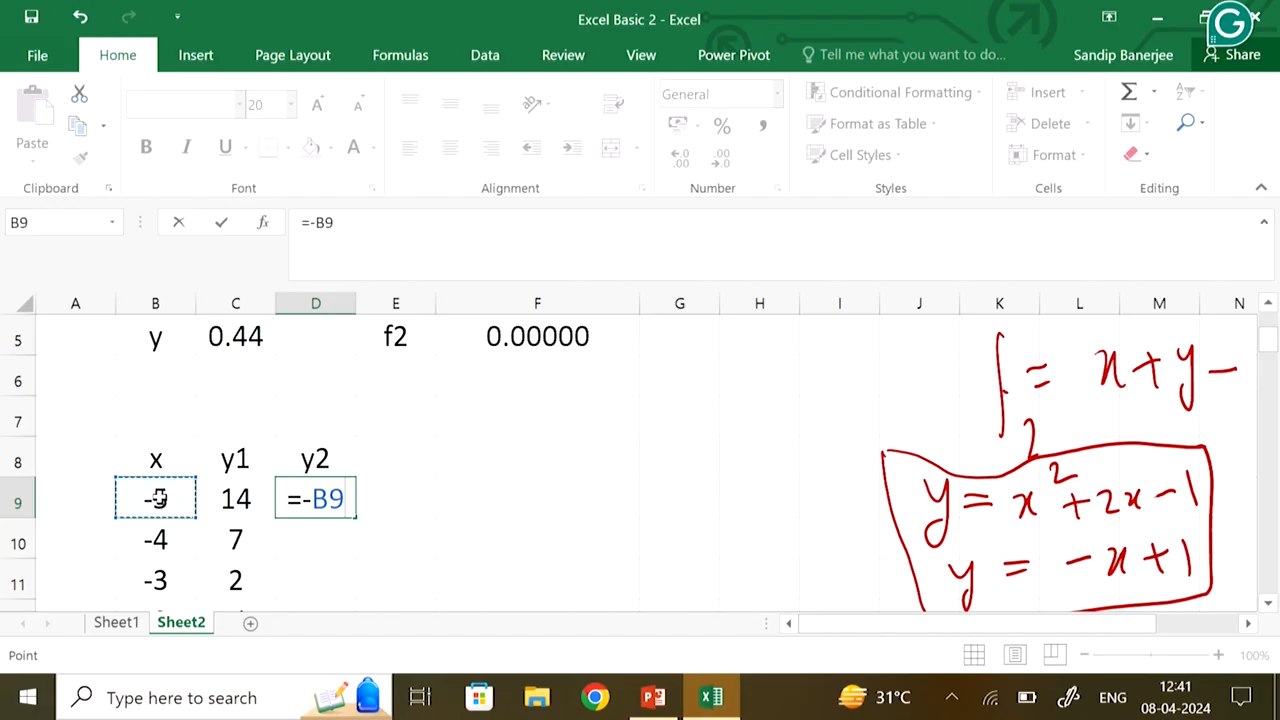 Excel Basic 2 - Excel
File Home Insert Page Layout Formulas Data Review View Power Pivot Tell me what you want to do... Sandip Banerjee Share
Paste
20
B I U A
General
% ,
Conditional Formatting
Format as Table
Cell Styles
Insert
Delete
Format
Clipboard Font Alignment Number Styles Cells Editing
B9 fx =-B9
A B C D E F G H I J K L M N
5 y 0.44 f2 0.00000
6
7
8 x y1 y2
9 -5 14 =-B9
10 -4 7
11 -3 2
= x + y -
2
y = x² + 2x - 1
y = - x + 1
Sheet1 Sheet2
Point 100%
Type here to search
31°C
ENG
12:41
08-04-2024